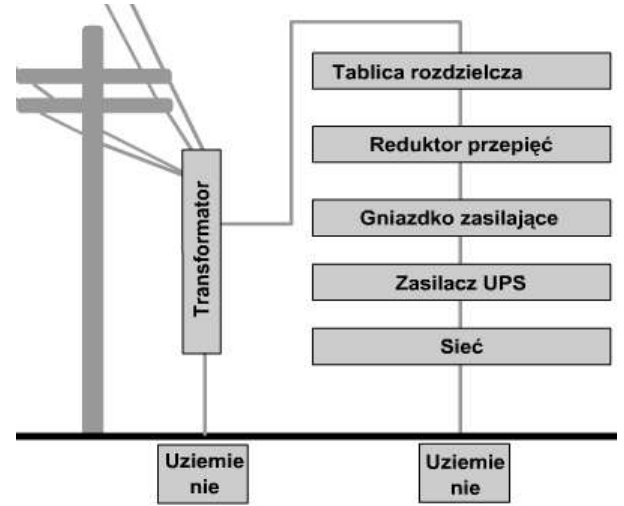 Tablica rozdzielcza
Reduktor przepięć
Gniazdko zasilające
Zasilacz UPS
Sieć
Transformator
Uziemie
nie
Uziemie
nie